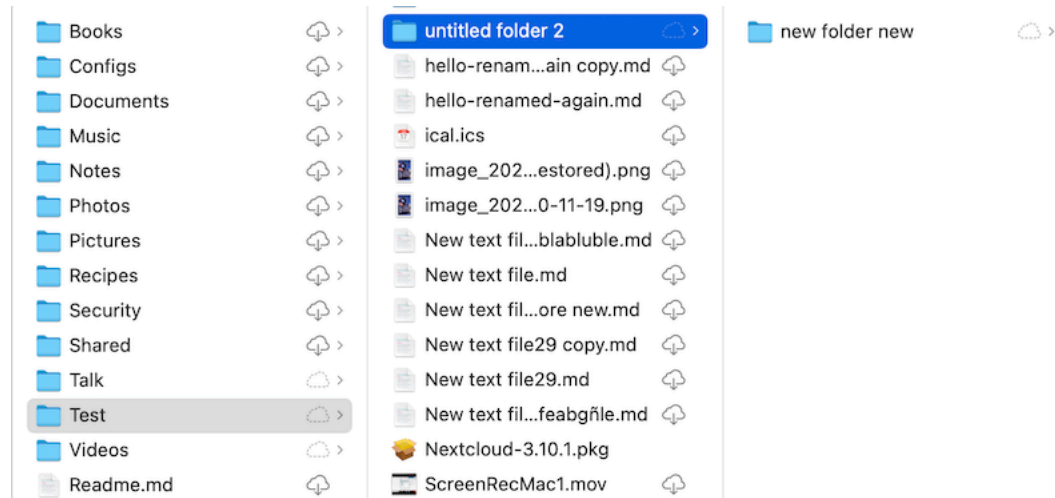 Books
Configs
Documents
Music
Notes
Photos
Pictures
Recipes
Security
Shared
Talk
Test
Videos
Readme.md
untitled folder 2
hello-renam...ain copy.md
hello-renamed-again.md
ical.ics
image_202...estored).png
image_202...0-11-19.png
New text fil...blabluble.md
New text file.md
New text fil...ore new.md
New text file29 copy.md
New text file29.md
New text fil...feabgñle.md
Nextcloud-3.10.1.pkg
ScreenRecMac1.mov
new folder new